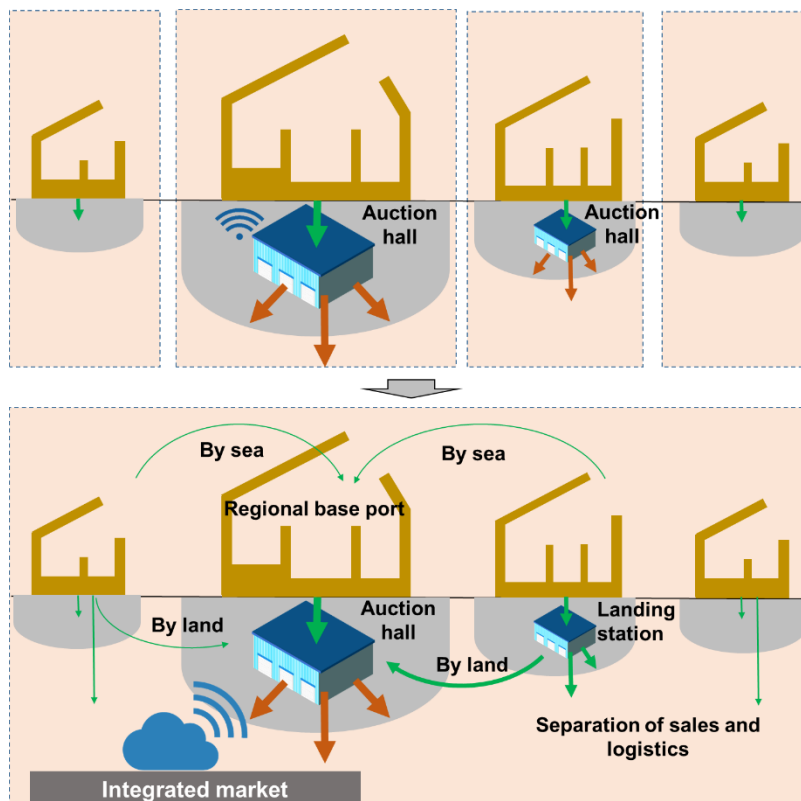 Auction
hall
Auction
hall
By sea
By sea
Regional base port
Auction
hall
Landing
station
By land
By land
Separation of sales and
logistics
Integrated market